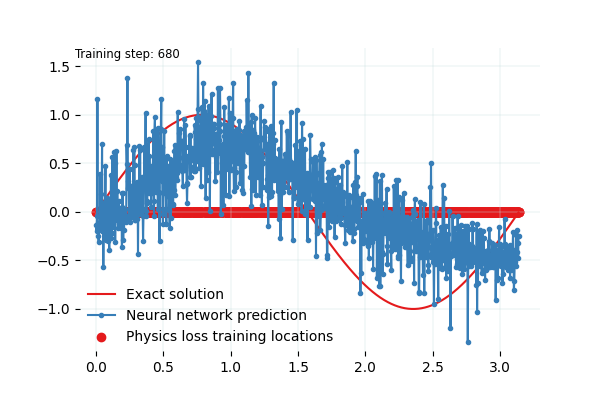 Training step: 680
1.5
1.0
0.5
0.0
−0.5
−1.0
Exact solution
Neural network prediction
Physics loss training locations
0.0 0.5 1.0 1.5 2.0 2.5 3.0